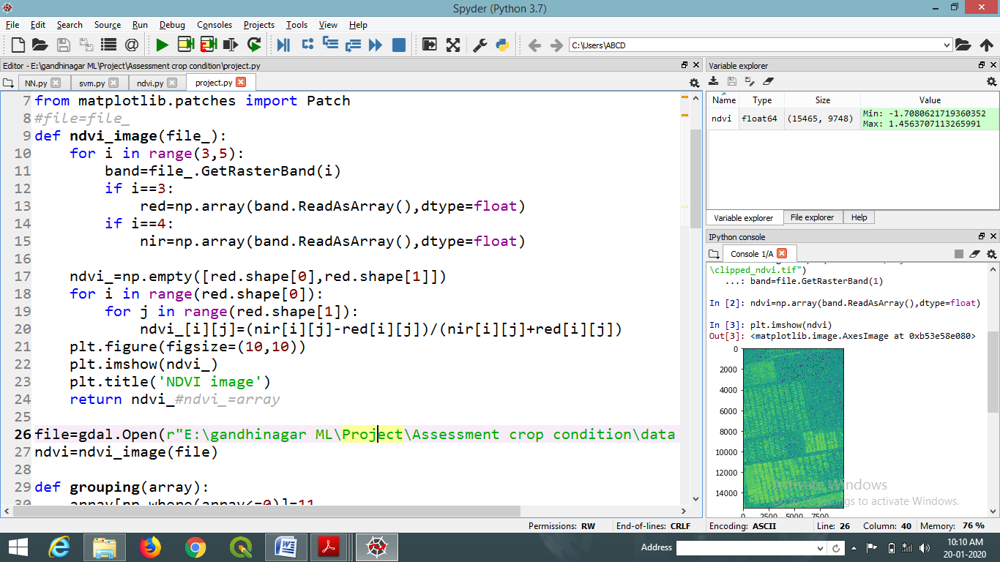 Spyder (Python 3.7)
File Edit Search Source Run Debug Consoles Projects Tools View Help
C:\Users\ABCD
Editor - E:\gandhinagar ML\Project\Assessment crop condition\project.py
NN.py svm.py ndvi.py project.py
7 from matplotlib.patches import Patch
8 #file=file_
9 def ndvi_image(file_):
10     for i in range(3,5):
11         band=file_.GetRasterBand(i)
12         if i==3:
13             red=np.array(band.ReadAsArray(),dtype=float)
14         if i==4:
15             nir=np.array(band.ReadAsArray(),dtype=float)
16
17     ndvi_=np.empty([red.shape[0],red.shape[1]])
18     for i in range(red.shape[0]):
19         for j in range(red.shape[1]):
20             ndvi_[i][j]=(nir[i][j]-red[i][j])/(nir[i][j]+red[i][j])
21     plt.figure(figsize=(10,10))
22     plt.imshow(ndvi_)
23     plt.title('NDVI image')
24     return ndvi_#ndvi_=array
25
26 file=gdal.Open(r"E:\gandhinagar ML\Project\Assessment crop condition\data
27 ndvi=ndvi_image(file)
28
29 def grouping(array):
30     array[np.where(array<=0)]=11
Variable explorer
Name Type Size Value
ndvi float64 (15465, 9748) Min: -1.7080621719360352
Max: 1.4563707113265991
Variable explorer File explorer Help
IPython console
Console 1/A
\clipped_ndvi.tif")
...: band=file.GetRasterBand(1)
In [2]: ndvi=np.array(band.ReadAsArray(),dtype=float)
In [3]: plt.imshow(ndvi)
Out[3]: <matplotlib.image.AxesImage at 0xb53e58e080>
0
2000
4000
6000
8000
10000
12000
14000
0 2500 5000 7500
Activate Windows
Go to PC settings to activate Windows.
Permissions: RW End-of-lines: CRLF Encoding: ASCII Line: 26 Column: 40 Memory: 76 %
Address
10:10 AM
20-01-2020